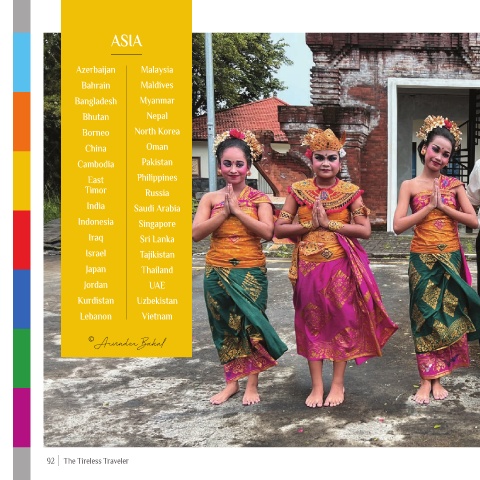 ASIA
Azerbaijan
Bahrain
Bangladesh
Bhutan
Borneo
China
Cambodia
East
Timor
India
Indonesia
Iraq
Israel
Japan
Jordan
Kurdistan
Lebanon
Malaysia
Maldives
Myanmar
Nepal
North Korea
Oman
Pakistan
Philippines
Russia
Saudi Arabia
Singapore
Sri Lanka
Tajikistan
Thailand
UAE
Uzbekistan
Vietnam
© Arvinder Bakal
92 | The Tireless Traveler